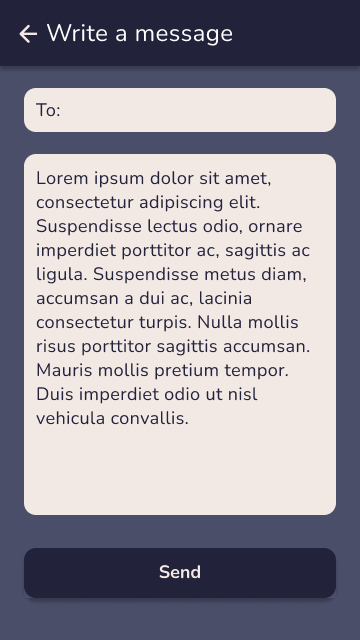 Write a message
To:
Lorem ipsum dolor sit amet,
consectetur adipiscing elit.
Suspendisse lectus odio, ornare
imperdiet porttitor ac, sagittis ac
ligula. Suspendisse metus diam,
accumsan a dui ac, lacinia
consectetur turpis. Nulla mollis
risus porttitor sagittis accumsan.
Mauris mollis pretium tempor.
Duis imperdiet odio ut nisl
vehicula convallis.
Send